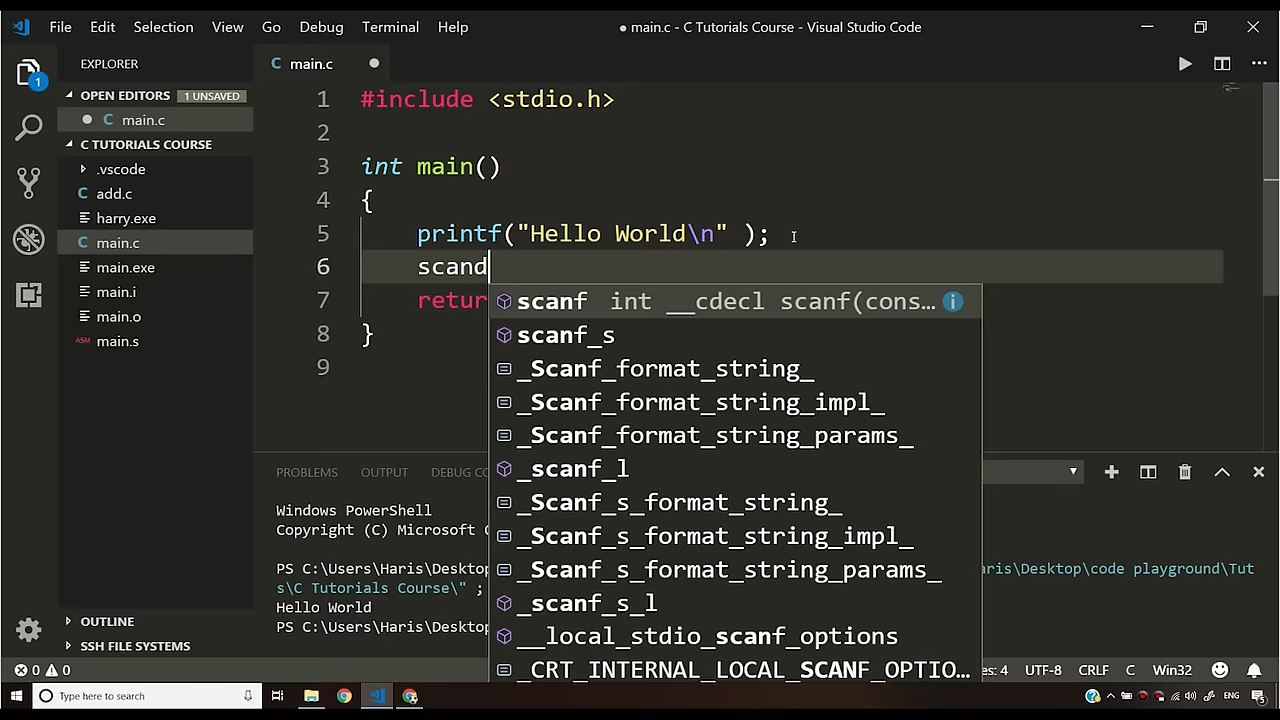 File Edit Selection View Go Debug Terminal Help ● main.c - C Tutorials Course - Visual Studio Code
EXPLORER
OPEN EDITORS 1 UNSAVED
C main.c
C TUTORIALS COURSE
.vscode
C add.c
harry.exe
C main.c
main.exe
main.i
main.o
ASM main.s
OUTLINE
SSH FILE SYSTEMS
1
C main.c
1 #include <stdio.h>
2
3 int main()
4 {
5 printf("Hello World\n" );
6 scand
7 retur
8 }
9
scanf int __cdecl scanf(cons…
scanf_s
_Scanf_format_string_
_Scanf_format_string_impl_
_Scanf_format_string_params_
_scanf_l
_Scanf_s_format_string_
_Scanf_s_format_string_impl_
_Scanf_s_format_string_params_
_scanf_s_l
__local_stdio_scanf_options
_CRT_INTERNAL_LOCAL_SCANF_OPTIO…
PROBLEMS OUTPUT DEBUG CO
Windows PowerShell
Copyright (C) Microsoft C
PS C:\Users\Haris\Desktop aris\Desktop\code playground\Tut
s\C Tutorials Course\" ;
Hello World
PS C:\Users\Haris\Desktop
0 0 es: 4 UTF-8 CRLF C Win32
Type here to search ENG